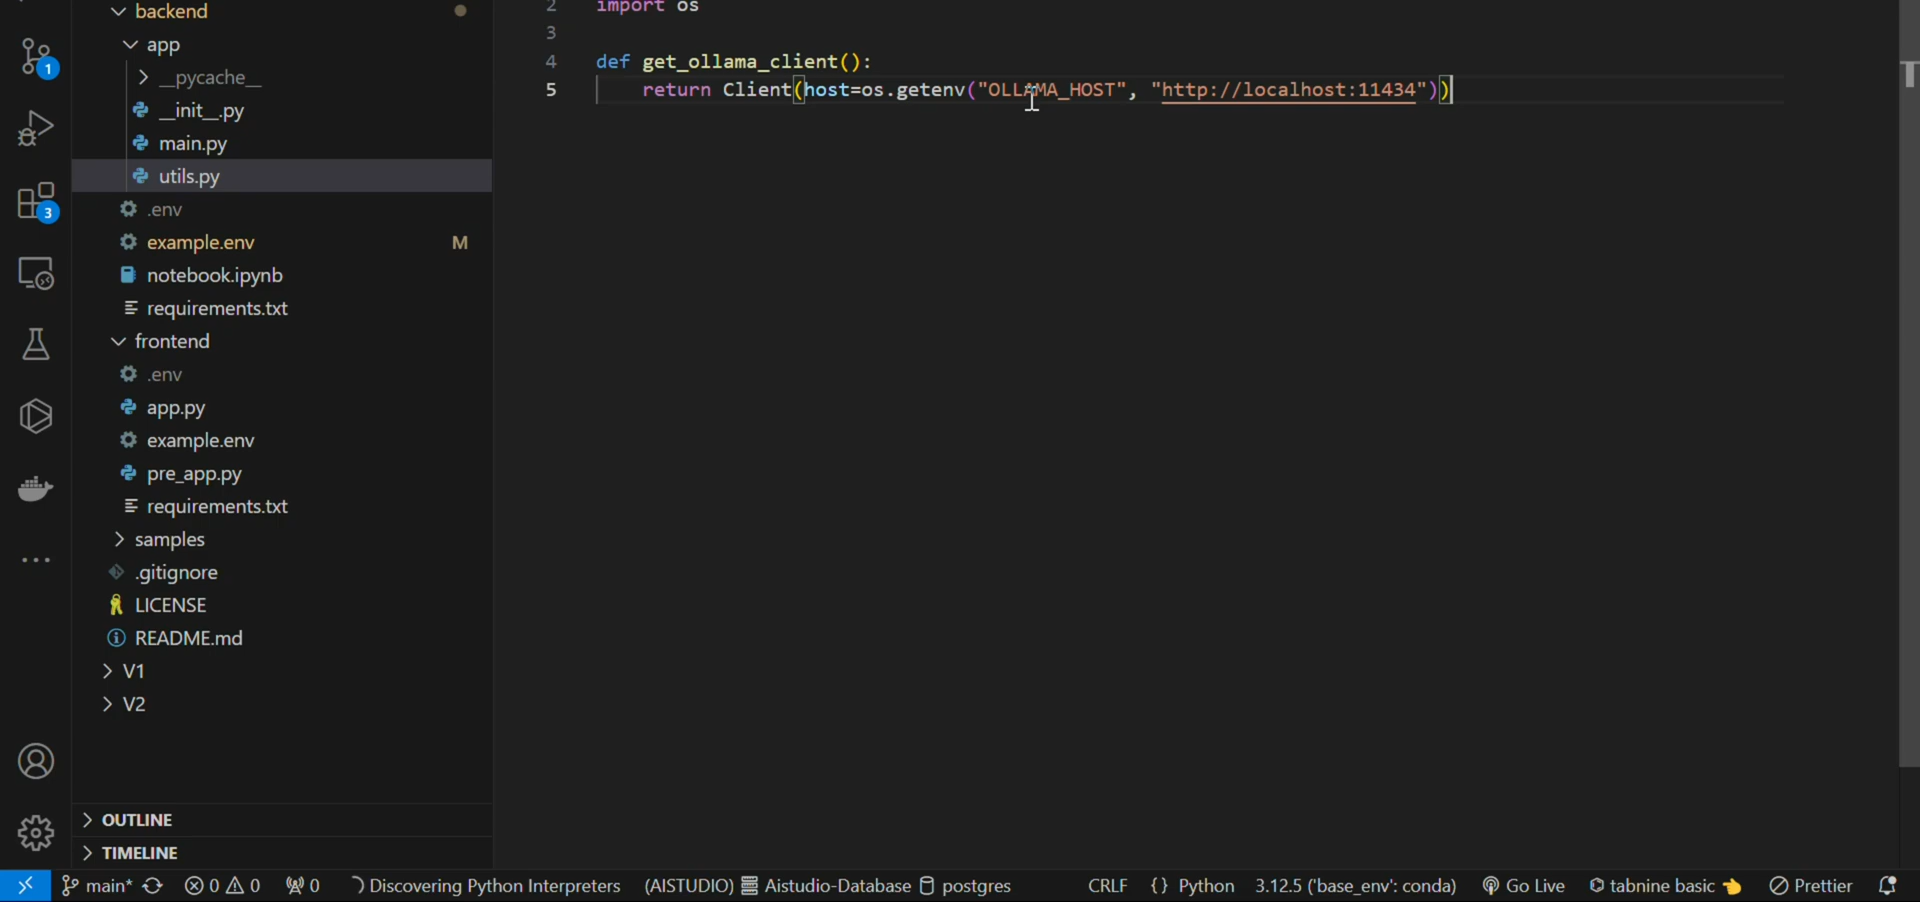 backend
app
__pycache__
__init__.py
main.py
utils.py
.env
example.env M
notebook.ipynb
requirements.txt
frontend
.env
app.py
example.env
pre_app.py
requirements.txt
samples
.gitignore
LICENSE
README.md
V1
V2
OUTLINE
TIMELINE
1
3
2 import os
3
4 def get_ollama_client():
5 return Client(host=os.getenv("OLLAMA_HOST", "http://localhost:11434"))
main* 0 0 0 Discovering Python Interpreters (AISTUDIO) Aistudio-Database postgres CRLF {} Python 3.12.5 ('base_env': conda) Go Live tabnine basic Prettier